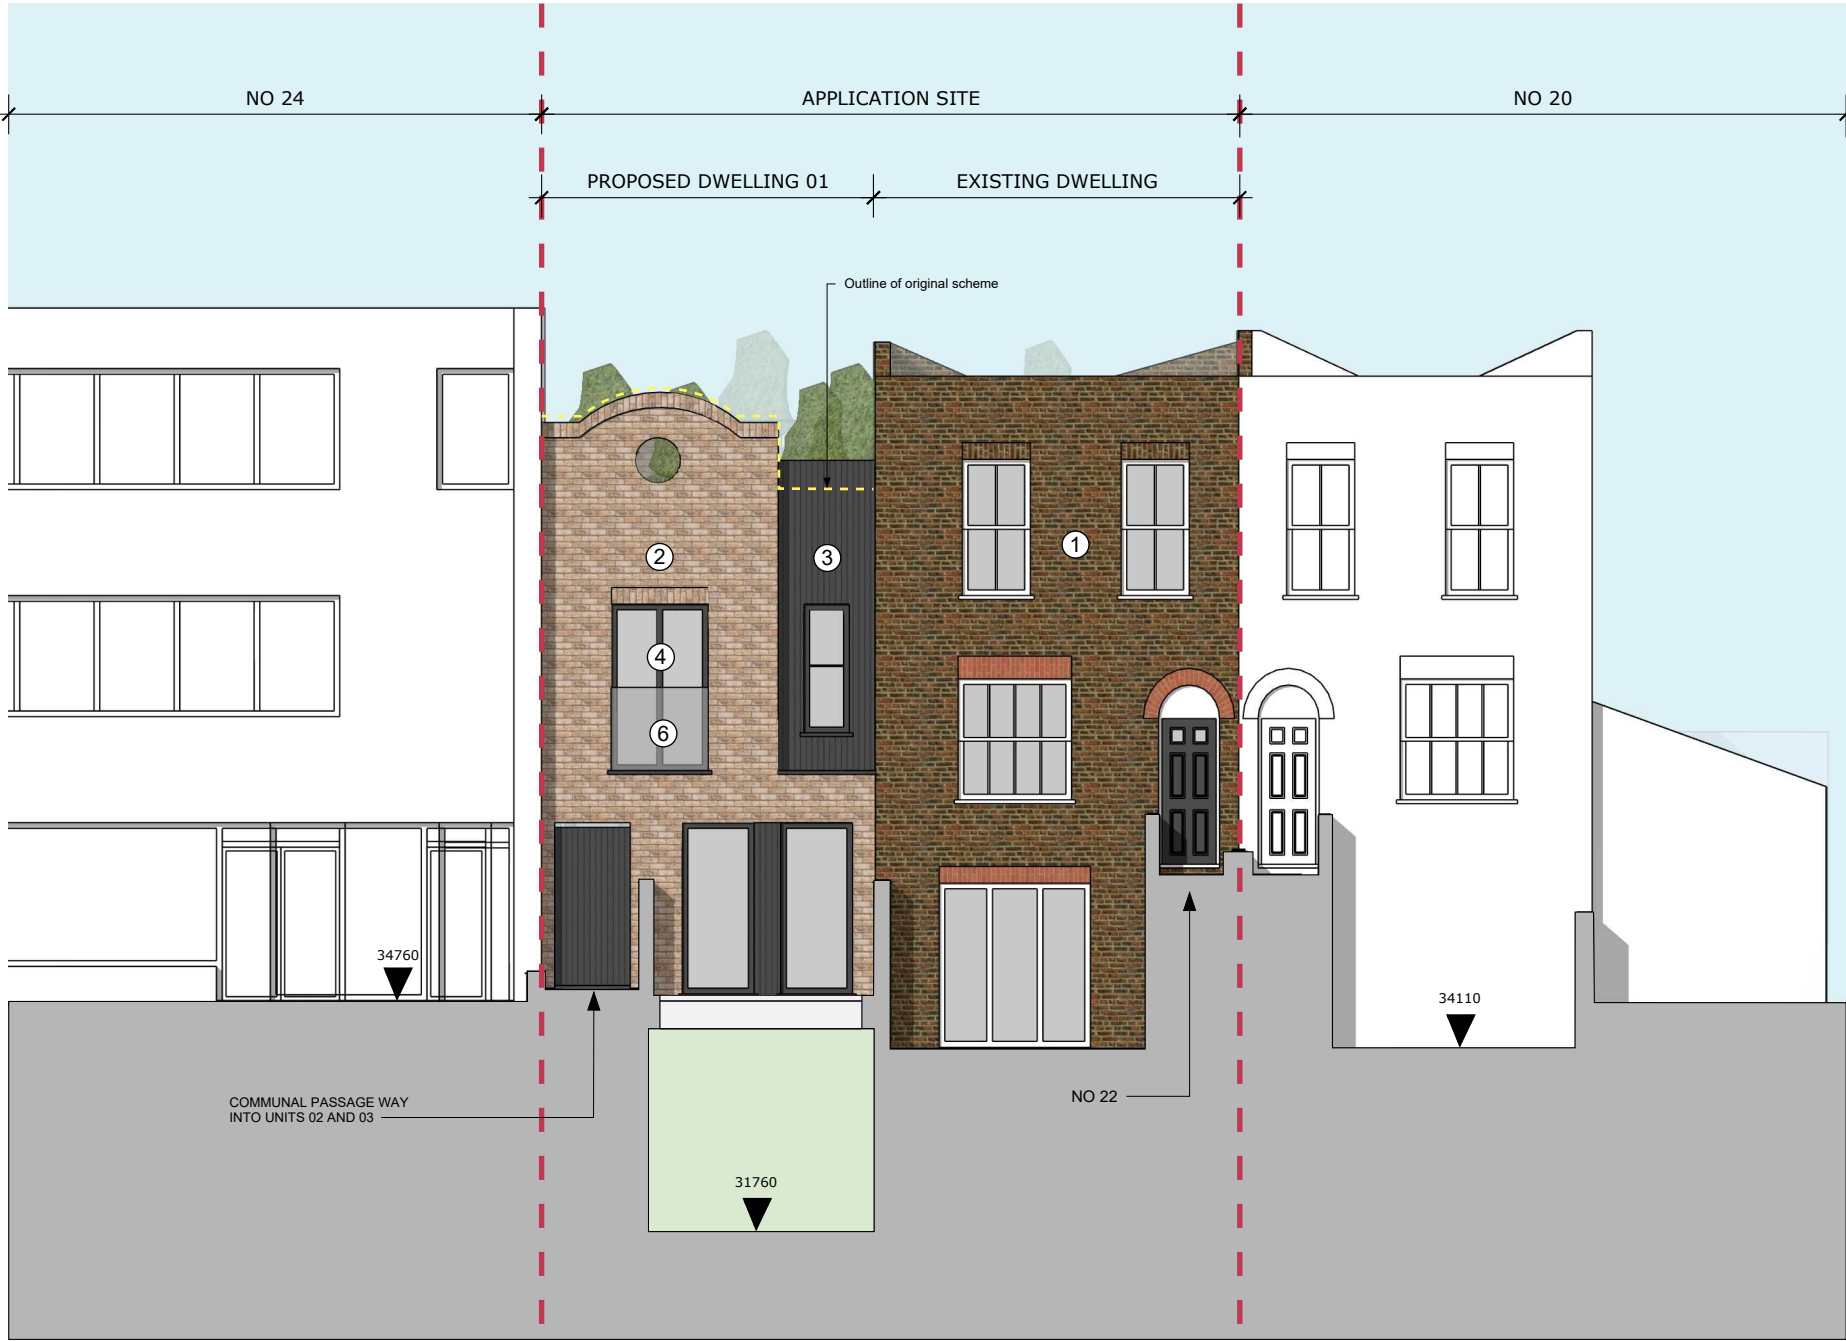 NO 24
APPLICATION SITE
NO 20
PROPOSED DWELLING 01
EXISTING DWELLING
Outline of original scheme
1
2
3
4
6
34760
34110
COMMUNAL PASSAGE WAY
INTO UNITS 02 AND 03
NO 22
31760